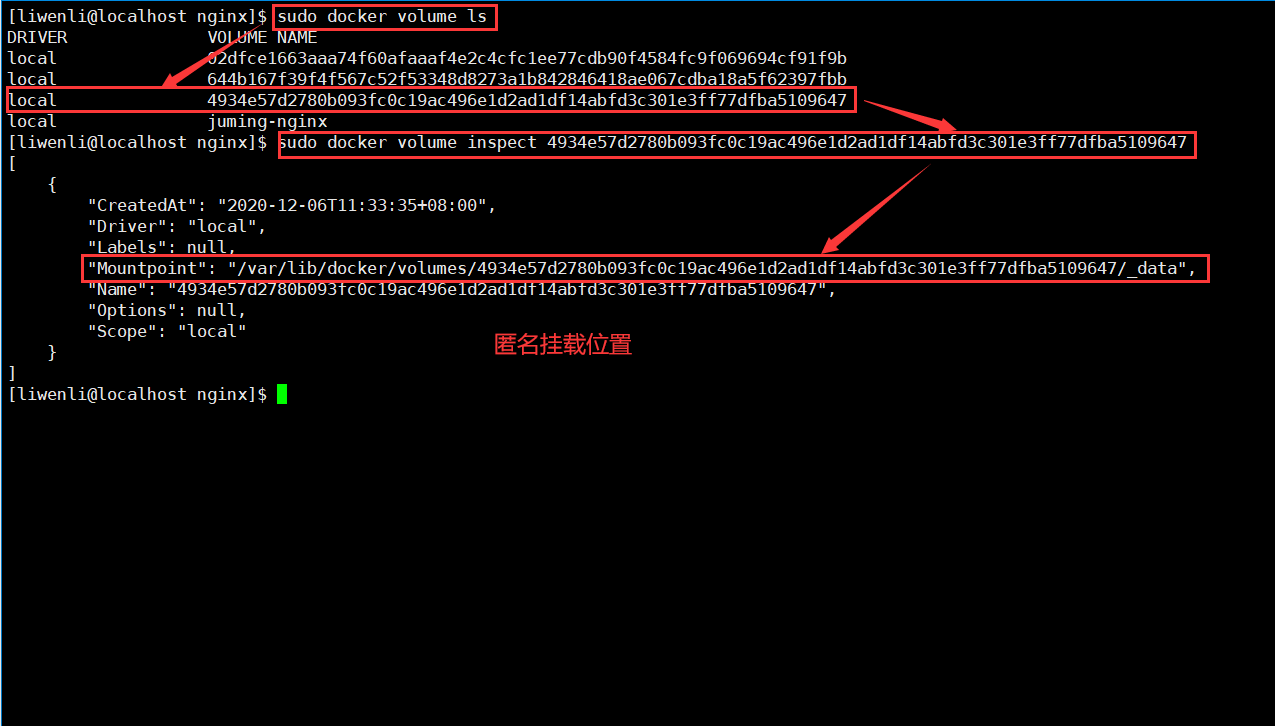 [liwenli@localhost nginx]$ sudo docker volume ls
DRIVER              VOLUME NAME
local               02dfce1663aaa74f60afaaaf4e2c4cfc1ee77cdb90f4584fc9f069694cf91f9b
local               644b167f39f4f567c52f53348d8273a1b842846418ae067cdba18a5f62397fbb
local               4934e57d2780b093fc0c19ac496e1d2ad1df14abfd3c301e3ff77dfba5109647
local               juming-nginx
[liwenli@localhost nginx]$ sudo docker volume inspect 4934e57d2780b093fc0c19ac496e1d2ad1df14abfd3c301e3ff77dfba5109647
[
    {
        "CreatedAt": "2020-12-06T11:33:35+08:00",
        "Driver": "local",
        "Labels": null,
        "Mountpoint": "/var/lib/docker/volumes/4934e57d2780b093fc0c19ac496e1d2ad1df14abfd3c301e3ff77dfba5109647/_data",
        "Name": "4934e57d2780b093fc0c19ac496e1d2ad1df14abfd3c301e3ff77dfba5109647",
        "Options": null,
        "Scope": "local"
匿名挂载位置
    }
]
[liwenli@localhost nginx]$